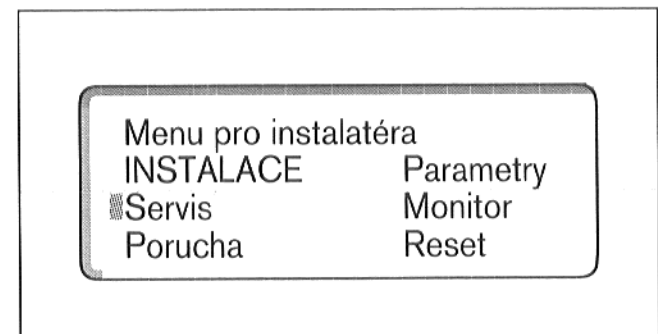 Menu pro instalatéra
INSTALACE Parametry
Servis Monitor
Porucha Reset